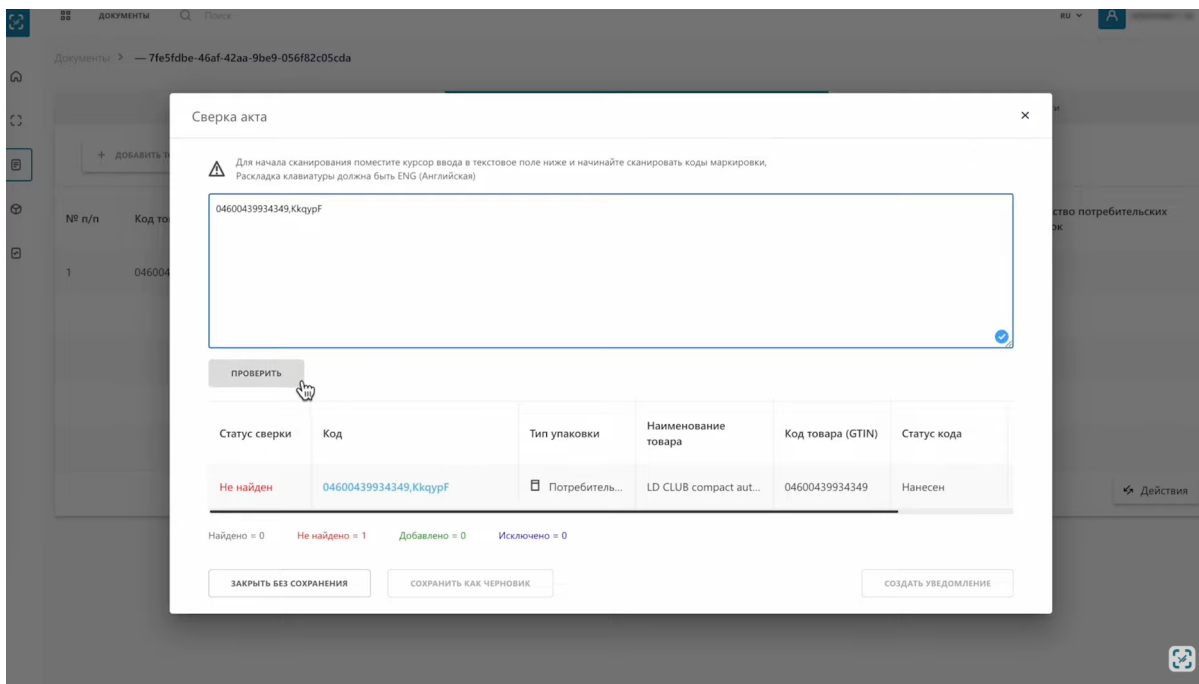 ДОКУМЕНТЫ
Поиск
RU
Документы > — 7fe5fdbe-46af-42aa-9be9-056f82c05cda
Сверка акта
+ ДОБАВИТЬ
Для начала сканирования поместите курсор ввода в текстовое поле ниже и начинайте сканировать коды маркировки,
Раскладка клавиатуры должна быть ENG (Английская)
04600439934349,KkqypF
№ п/п
Код
потребительских
1
046004
ПРОВЕРИТЬ
Статус сверки
Код
Тип упаковки
Наименование
товара
Код товара (GTIN)
Статус кода
Не найден
04600439934349,KkqypF
Потребитель...
LD CLUB compact aut...
04600439934349
Нанесен
Действия
Найдено = 0
Не найдено = 1
Добавлено = 0
Исключено = 0
ЗАКРЫТЬ БЕЗ СОХРАНЕНИЯ
СОХРАНИТЬ КАК ЧЕРНОВИК
СОЗДАТЬ УВЕДОМЛЕНИЕ